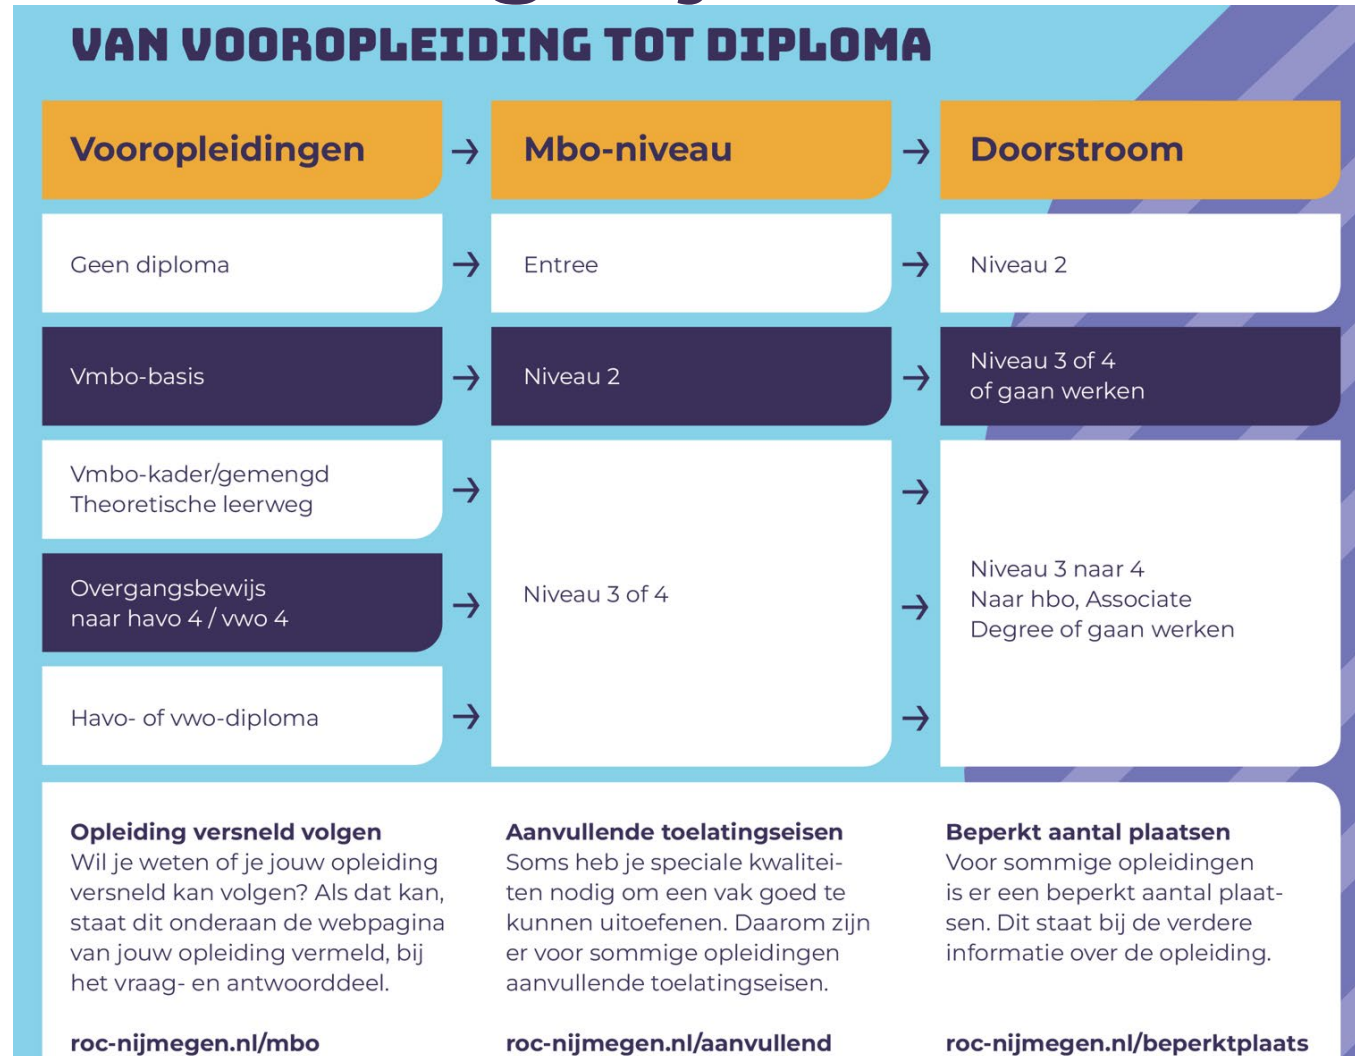 VAN VOOROPLEIDING TOT DIPLOMA
Vooropleidingen → Mbo-niveau → Doorstroom
Geen diploma → Entree → Niveau 2
Vmbo-basis → Niveau 2 → Niveau 3 of 4
of gaan werken
Vmbo-kader/gemengd
Theoretische leerweg
Overgangsbewijs
naar havo 4 / vwo 4
Havo- of vwo-diploma
Niveau 3 of 4
Niveau 3 naar 4
Naar hbo, Associate
Degree of gaan werken
Opleiding versneld volgen
Wil je weten of je jouw opleiding
versneld kan volgen? Als dat kan,
staat dit onderaan de webpagina
van jouw opleiding vermeld, bij
het vraag- en antwoorddeel.
roc-nijmegen.nl/mbo
Aanvullende toelatingseisen
Soms heb je speciale kwalitei-
ten nodig om een vak goed te
kunnen uitoefenen. Daarom zijn
er voor sommige opleidingen
aanvullende toelatingseisen.
roc-nijmegen.nl/aanvullend
Beperkt aantal plaatsen
Voor sommige opleidingen
is er een beperkt aantal plaat-
sen. Dit staat bij de verdere
informatie over de opleiding.
roc-nijmegen.nl/beperktplaats